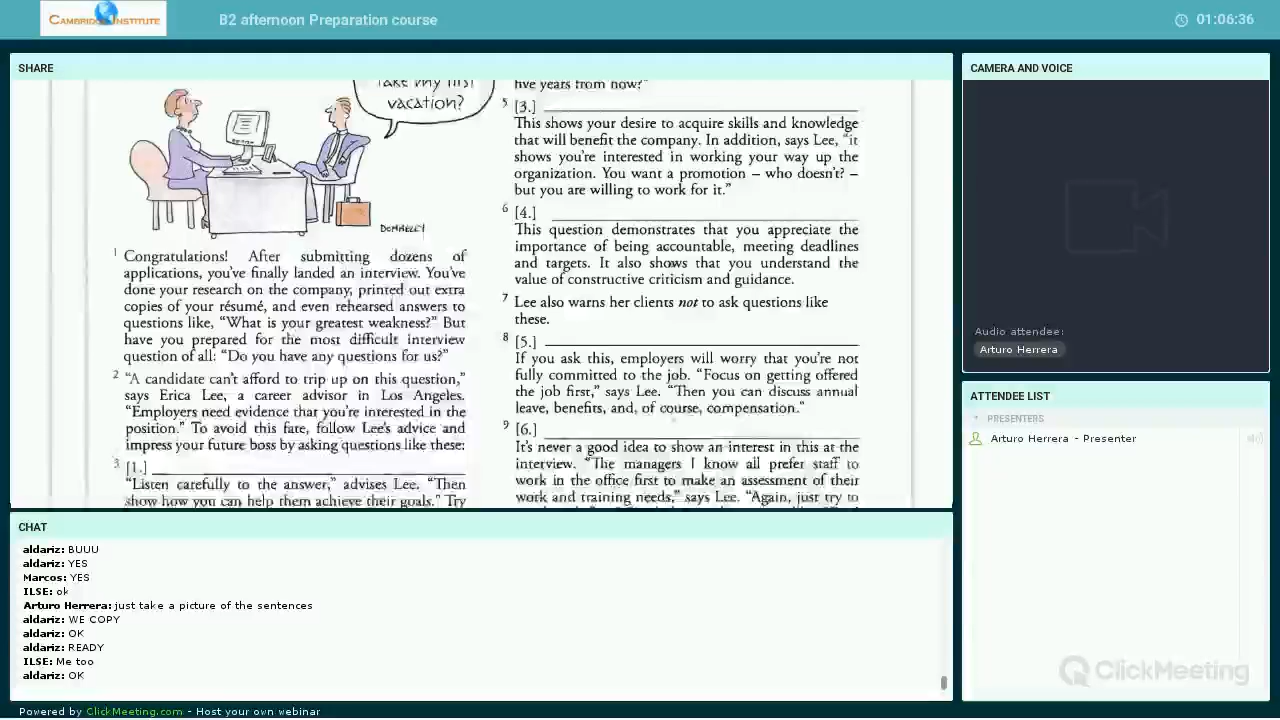 CAMBRIDGE INSTITUTE
B2 afternoon Preparation course
01:06:36
SHARE
Take my first
vacation?
DONNELLY
1 Congratulations! After submitting dozens of
applications, you've finally landed an interview. You've
done your research on the company, printed out extra
copies of your résumé, and even rehearsed answers to
questions like, "What is your greatest weakness?" But
have you prepared for the most difficult interview
question of all: "Do you have any questions for us?"
2 "A candidate can't afford to trip up on this question,"
says Erica Lee, a career advisor in Los Angeles.
"Employers need evidence that you're interested in the
position." To avoid this fate, follow Lee's advice and
impress your future boss by asking questions like these:
3 [1.]
"Listen carefully to the answer," advises Lee. "Then
show how you can help them achieve their goals." Try
five years from now?"
5 [3.]
This shows your desire to acquire skills and knowledge
that will benefit the company. In addition, says Lee, "it
shows you're interested in working your way up the
organization. You want a promotion – who doesn't? –
but you are willing to work for it."
6 [4.]
This question demonstrates that you appreciate the
importance of being accountable, meeting deadlines
and targets. It also shows that you understand the
value of constructive criticism and guidance.
7 Lee also warns her clients not to ask questions like
these.
8 [5.]
If you ask this, employers will worry that you're not
fully committed to the job. "Focus on getting offered
the job first," says Lee. "Then you can discuss annual
leave, benefits, and, of course, compensation."
9 [6.]
It's never a good idea to show an interest in this at the
interview. "The managers I know all prefer staff to
work in the office first to make an assessment of their
work and training needs," says Lee. "Again, just try to
CAMERA AND VOICE
Audio attendee:
Arturo Herrera
ATTENDEE LIST
PRESENTERS
Arturo Herrera - Presenter
CHAT
aldariz: BUUU
aldariz: YES
Marcos: YES
ILSE: ok
Arturo Herrera: just take a picture of the sentences
aldariz: WE COPY
aldariz: OK
aldariz: READY
ILSE: Me too
aldariz: OK
ClickMeeting
Powered by ClickMeeting.com - Host your own webinar